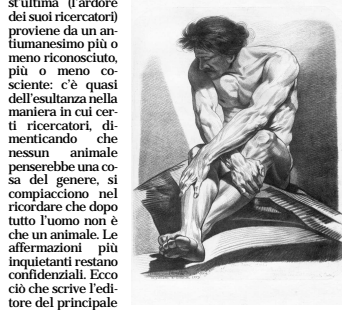 st'ultima (l'ardore
dei suoi ricercatori)
proviene da un an-
tiumanesimo più o
meno riconosciuto,
più o meno co-
sciente: c'è quasi
dell'esultanza nella
maniera in cui cer-
ti ricercatori, di-
menticando che
nessun animale
penserebbe una co-
sa del genere, si
compiacciono nel
ricordare che dopo
tutto l'uomo non è
che un animale. Le
affermazioni più
inquietanti restano
confidenziali. Ecco
ciò che scrive l'edi-
tore del principale